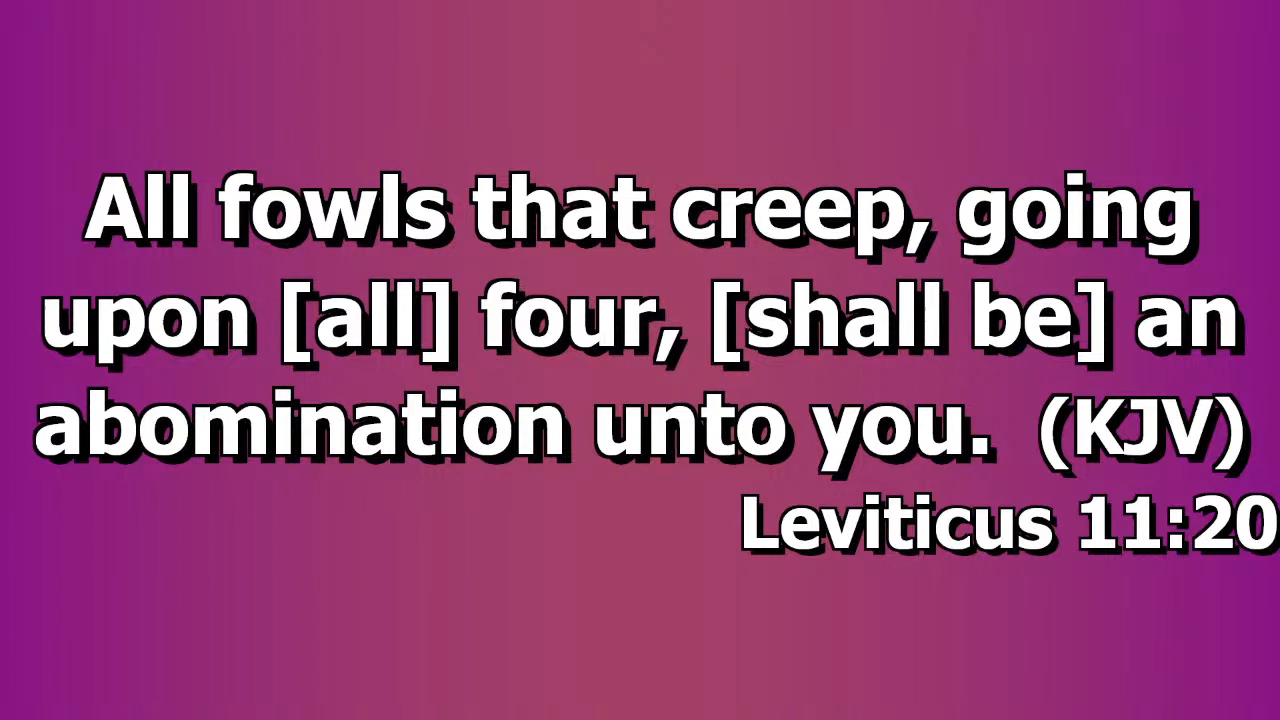 All fowls that creep, going
upon [all] four, [shall be] an
abomination unto you.  (KJV)
Leviticus 11:20